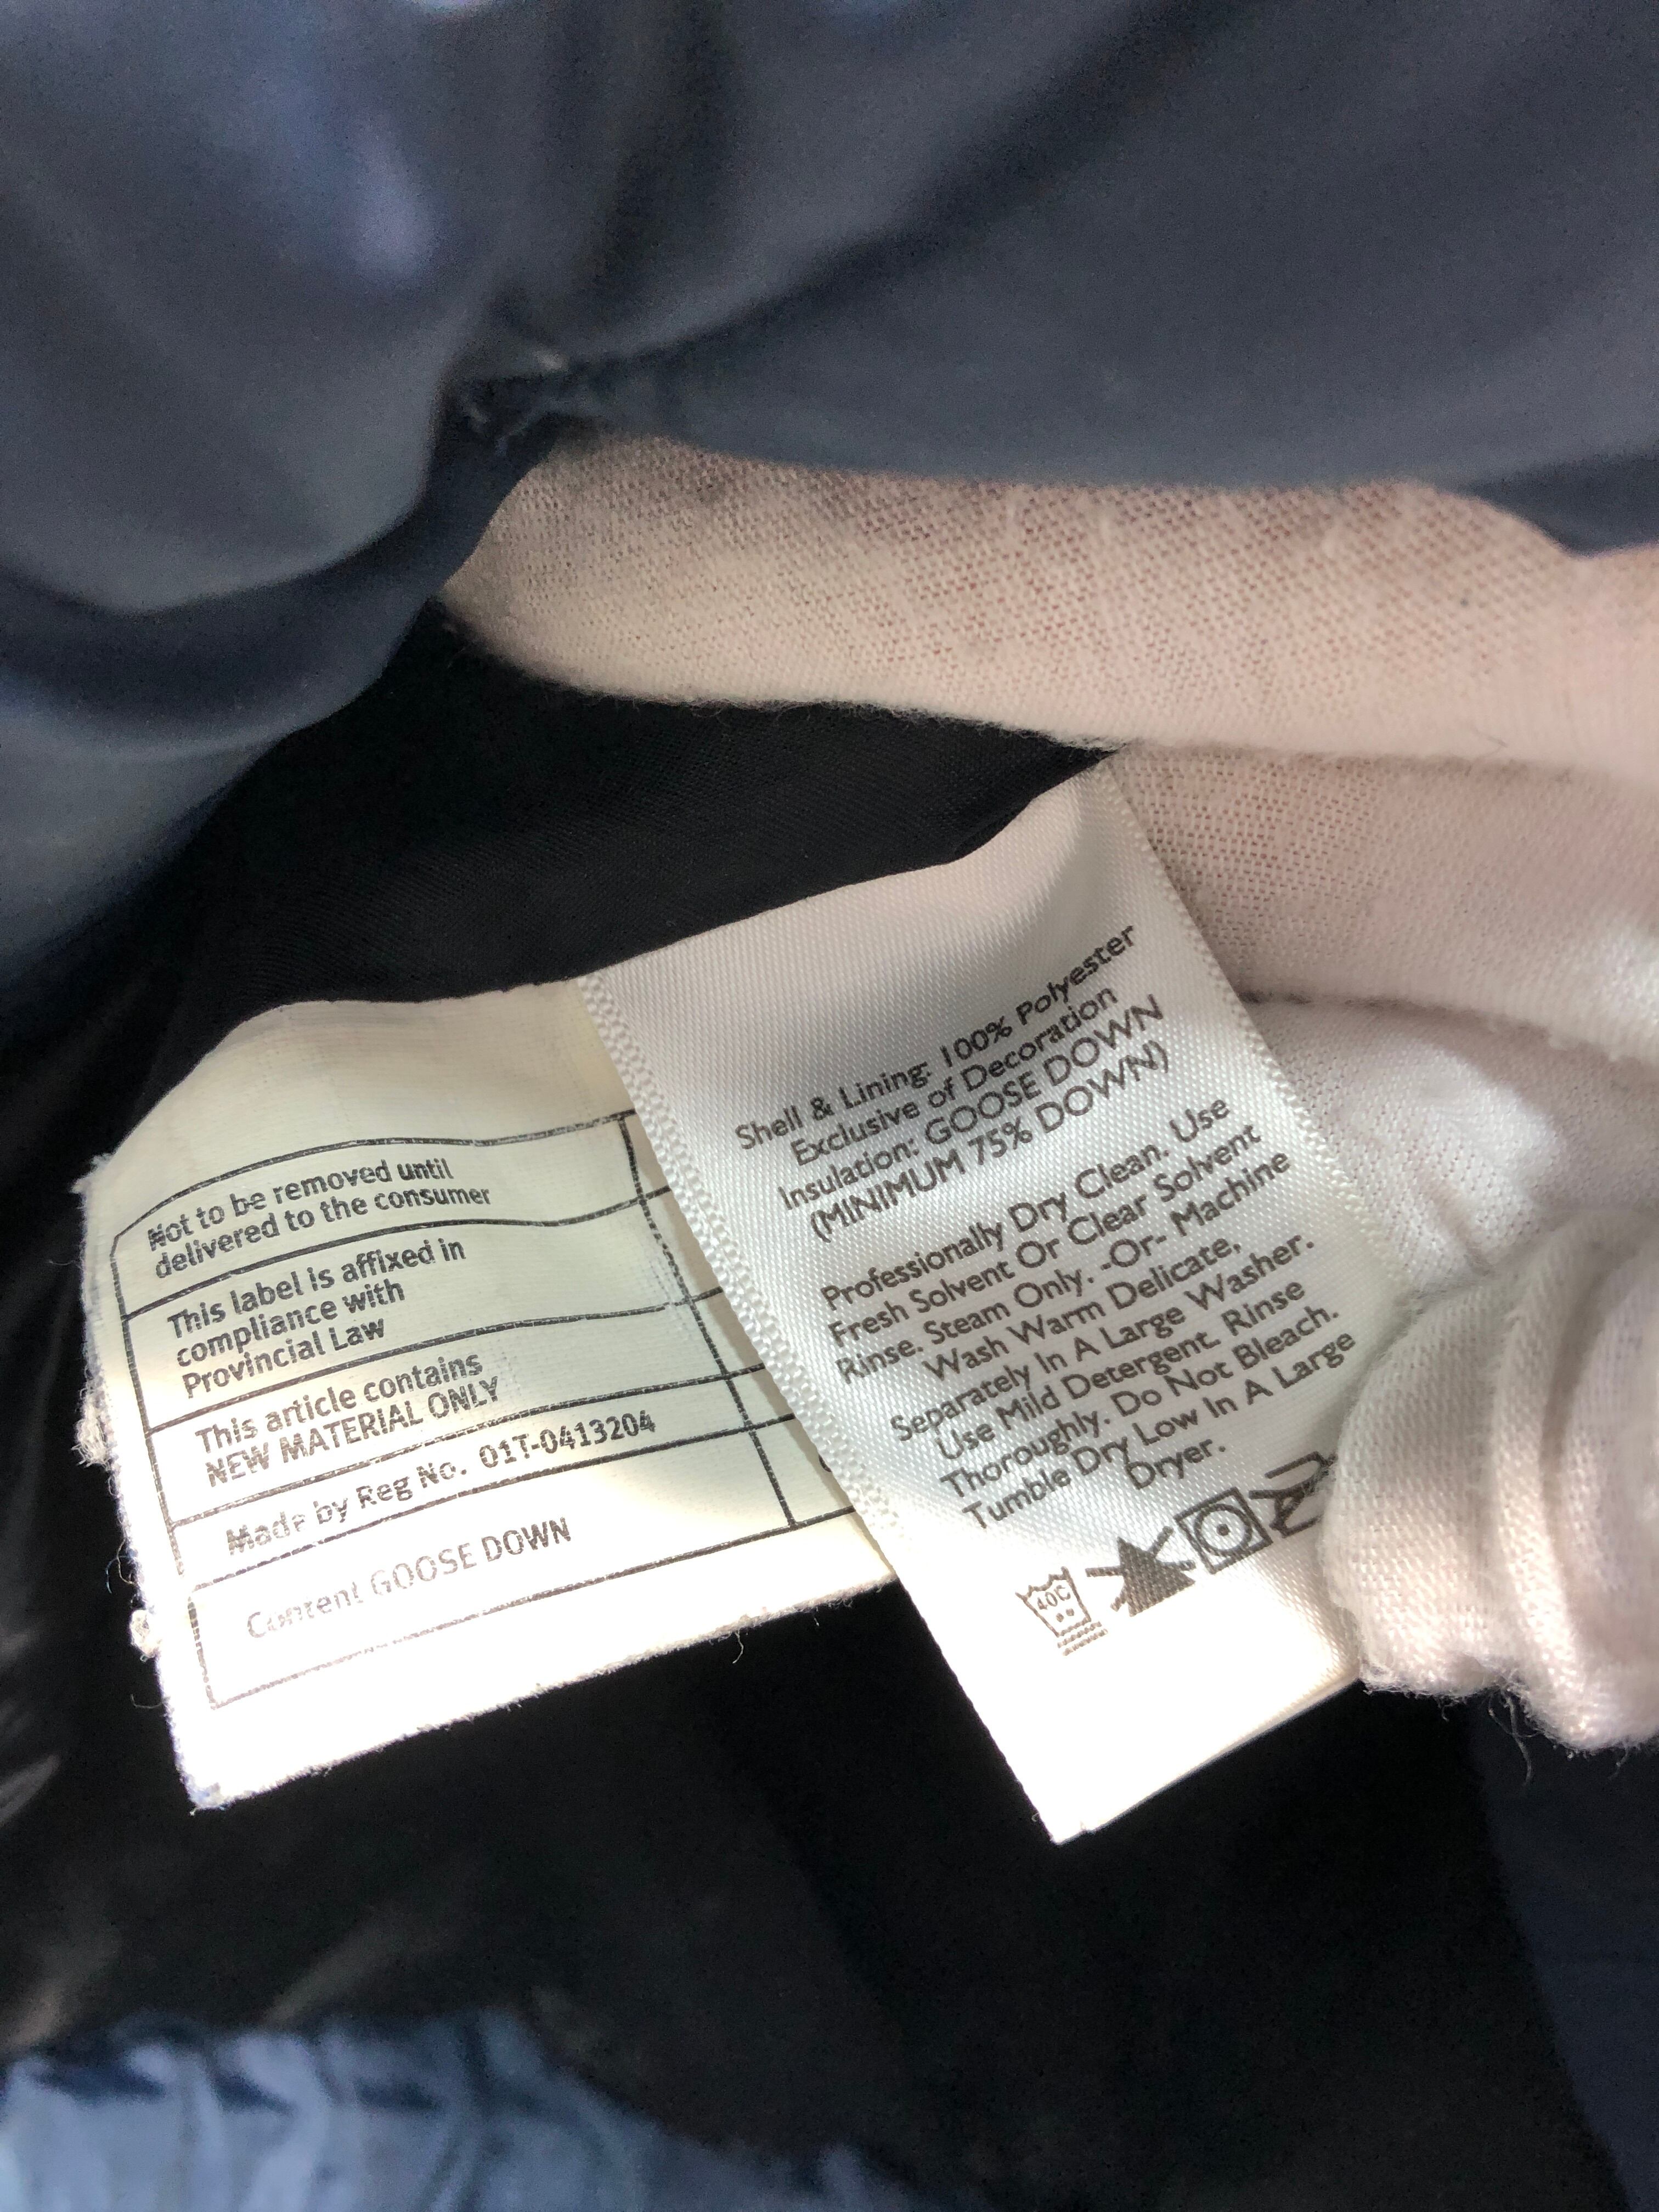 Not to be removed until
delivered to the consumer
This label is affixed in
compliance with
Provincial Law
This article contains
NEW MATERIAL ONLY
Made by Reg No. 01T-0413204
Content GOOSE DOWN
Shell & Lining: 100% Polyester
Exclusive of Decoration
Insulation: GOOSE DOWN
(MINIMUM 75% DOWN)
Professionally Dry Clean. Use
Fresh Solvent Or Clear Solvent
Rinse. Steam Only. -Or- Machine
Wash Warm Delicate,
Separately In A Large Washer.
Use Mild Detergent. Rinse
Thoroughly. Do Not Bleach.
Tumble Dry Low In A Large
Dryer.
40C